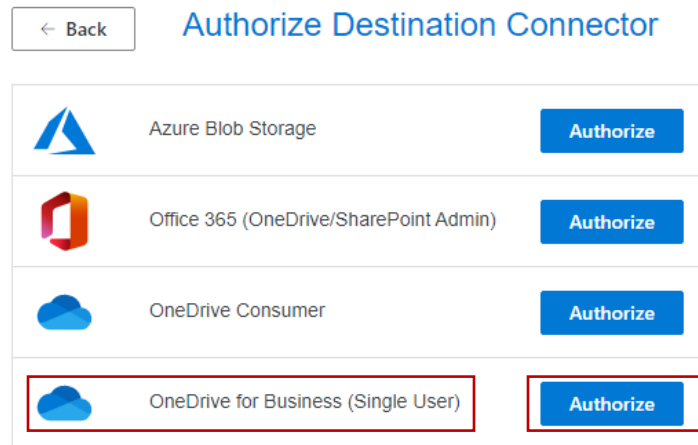 ← Back
Authorize Destination Connector
Azure Blob Storage
Authorize
Office 365 (OneDrive/SharePoint Admin)
Authorize
OneDrive Consumer
Authorize
OneDrive for Business (Single User)
Authorize